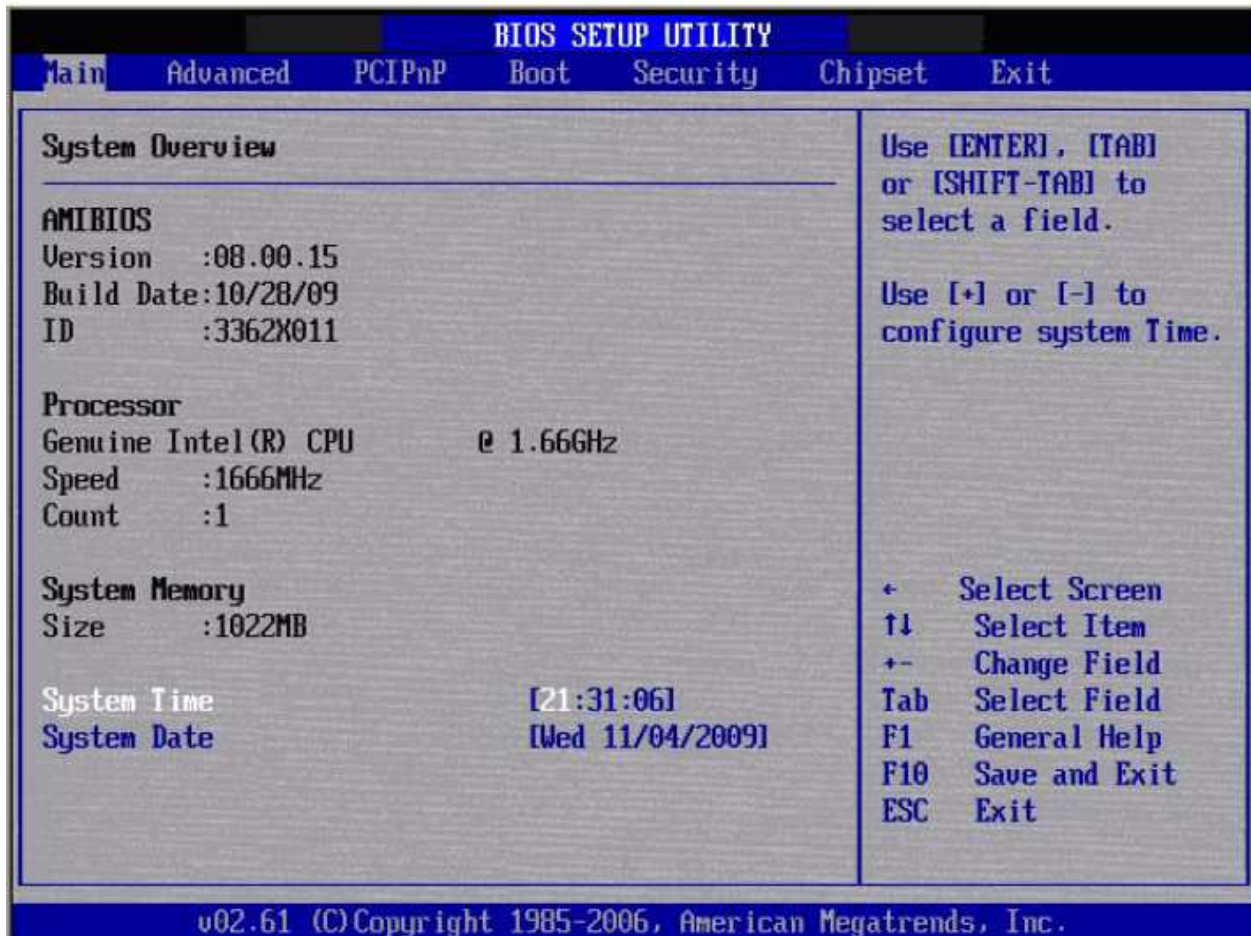 BIOS SETUP UTILITY
Main Advanced PCIPnP Boot Security Chipset Exit
System Overview
AMIBIOS
Version :08.00.15
Build Date:10/28/09
ID :3362X011
Processor
Genuine Intel(R) CPU @ 1.66GHz
Speed :1666MHz
Count :1
System Memory
Size :1022MB
System Time [21:31:06]
System Date [Wed 11/04/2009]
Use [ENTER], [TAB]
or [SHIFT-TAB] to
select a field.
Use [+] or [-] to
configure system Time.
← Select Screen
↑↓ Select Item
+- Change Field
Tab Select Field
F1 General Help
F10 Save and Exit
ESC Exit
v02.61 (C)Copyright 1985-2006, American Megatrends, Inc.